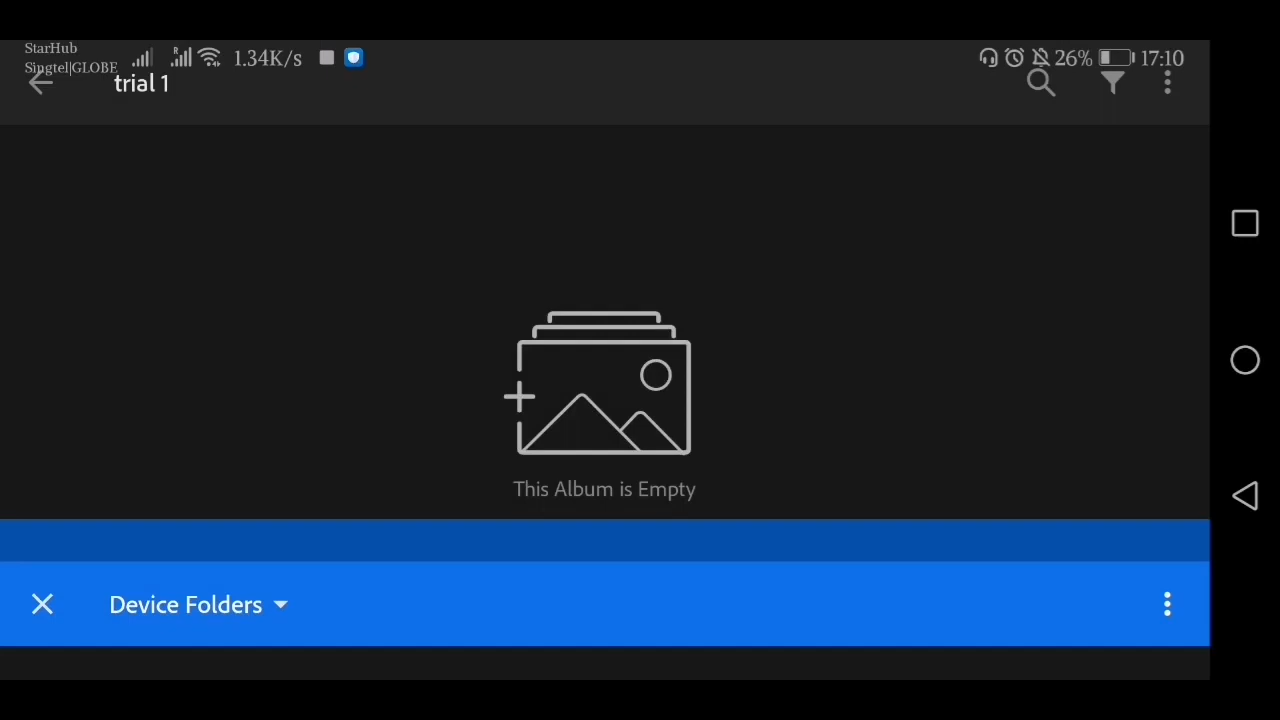 StarHub
Singtel|GLOBE
R
1.34K/s
26%
17:10
trial 1
This Album is Empty
Device Folders